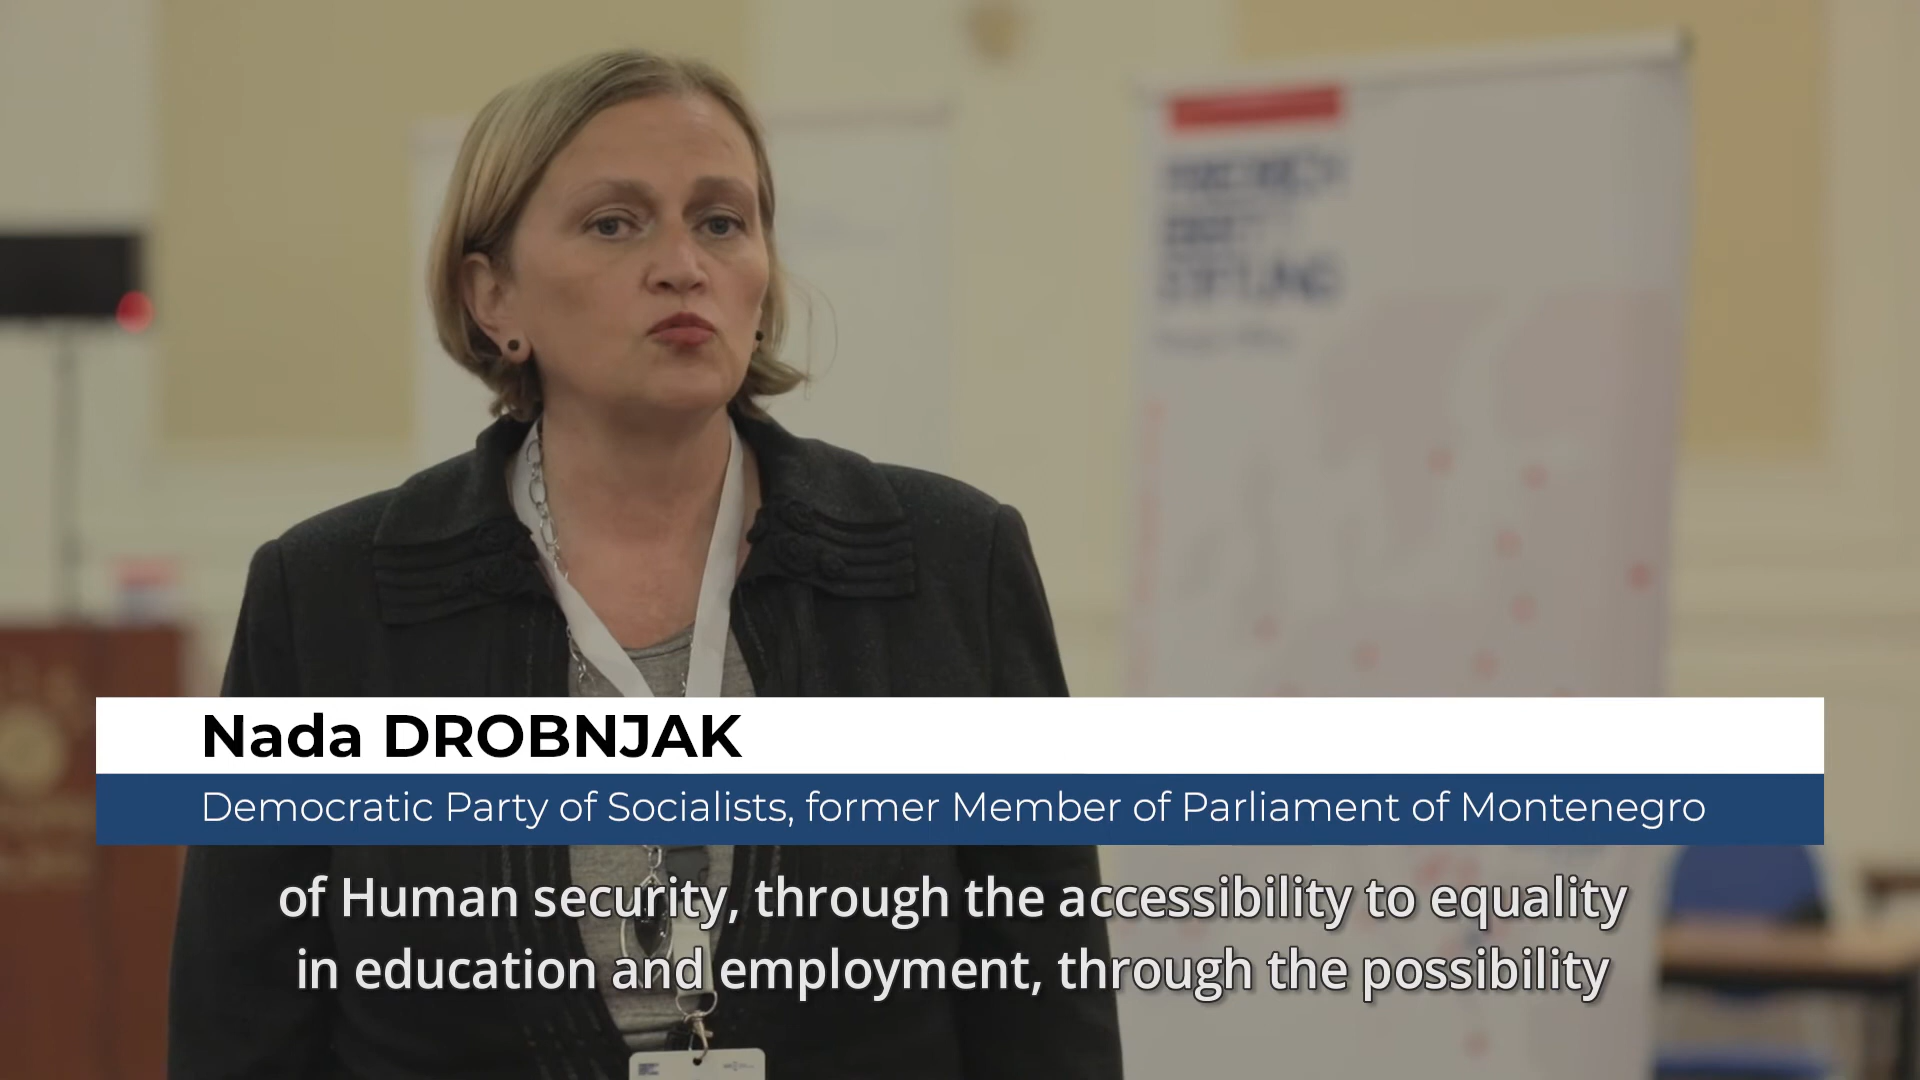 Nada DROBNJAK
Democratic Party of Socialists, former Member of Parliament of Montenegro
of Human security, through the accessibility to equality
in education and employment, through the possibility